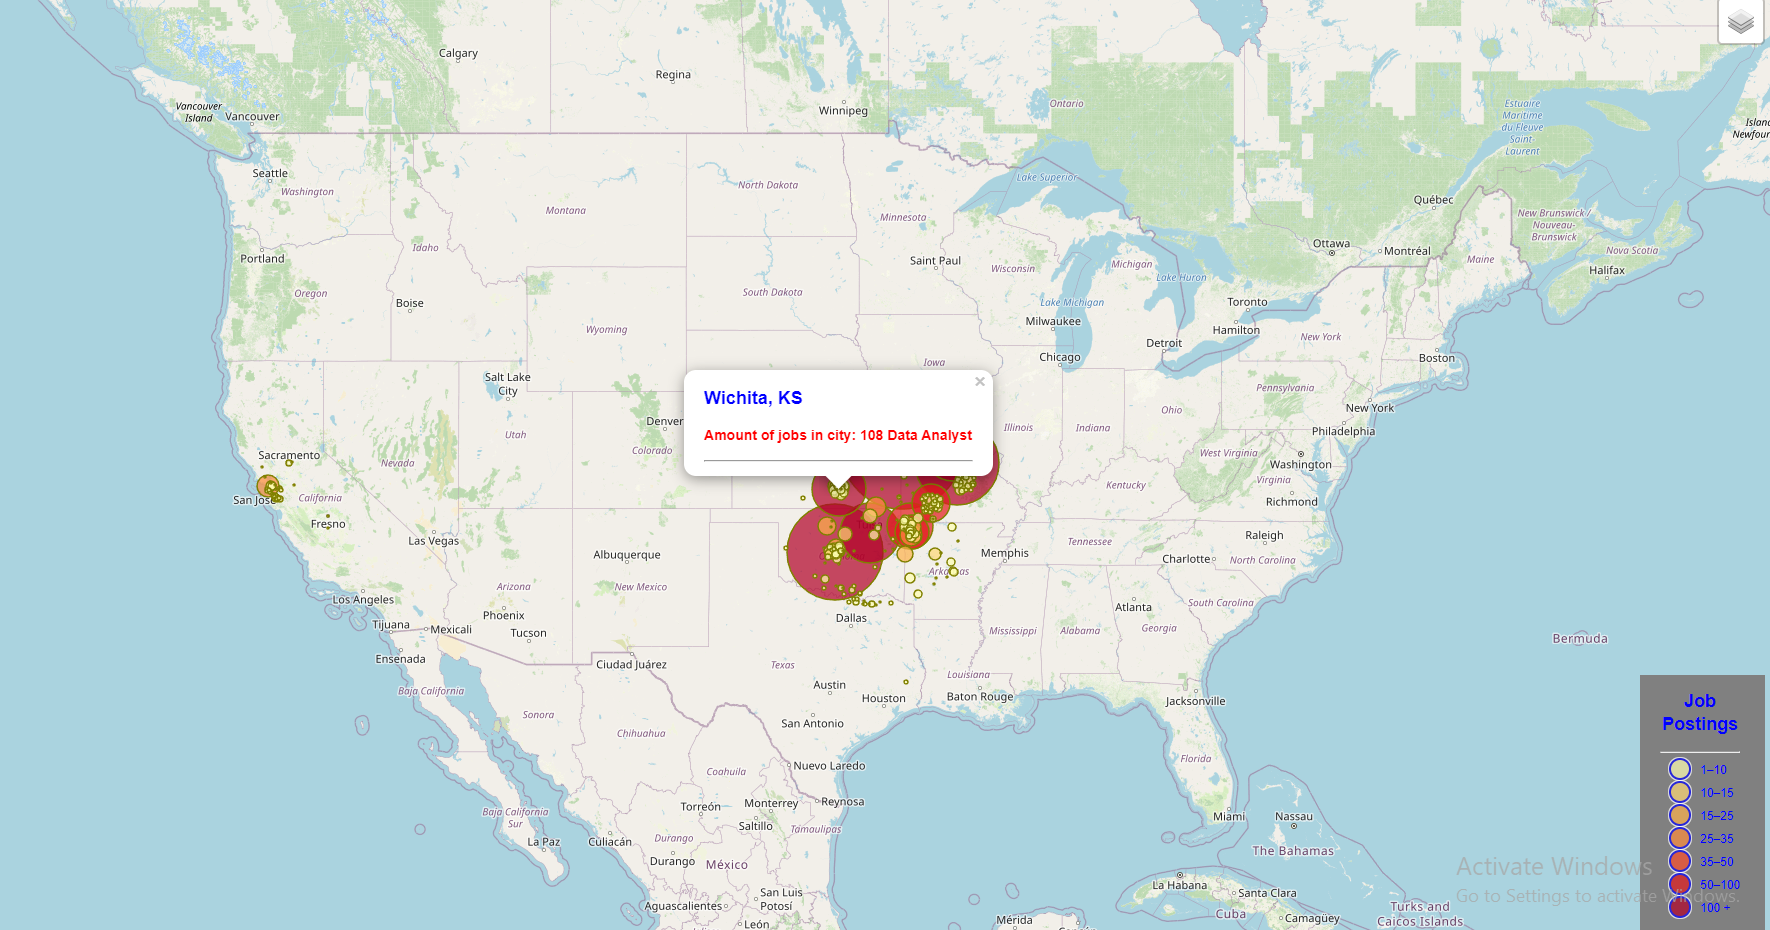 Calgary
Regina
Vancouver
Island
Vancouver
Winnipeg
Ontario
Estuaire
Maritime
du Fleuve
Saint-
Laurent
Seattle
Washington
North Dakota
Lake Superior
Québec
Montana
Minnesota
New Brunswick /
Nouveau-
Brunswick
Idaho
Ottawa
Montréal
Nova Scotia
Portland
Saint Paul
Wisconsin
Michigan
Lake Huron
Maine
Halifax
Oregon
Boise
South Dakota
Lake Michigan
Toronto
Wyoming
Milwaukee
Hamilton
New York
Detroit
Iowa
Chicago
Boston
Salt Lake
City
Pennsylvania
Wichita, KS
×
Amount of jobs in city: 108 Data Analyst
Denver
Ohio
New York
Utah
Illinois
Indiana
Philadelphia
Sacramento
Nevada
Colorado
West Virginia
Washington
San José
California
Kentucky
Virginia
Richmond
Fresno
Las Vegas
Albuquerque
Memphis
Tennessee
Raleigh
Charlotte
North Carolina
Arizona
New Mexico
Los Angeles
Phoenix
Atlanta
South Carolina
Tijuana
Mexicali
Tucson
Dallas
Mississippi
Alabama
Georgia
Bermuda
Ensenada
Ciudad Juárez
Texas
Louisiana
Baja California
Austin
Houston
Baton Rouge
Jacksonville
Sonora
San Antonio
Chihuahua
Florida
Nuevo Laredo
Coahuila
Torreón
Monterrey
Reynosa
Baja California
Sur
Saltillo
Tamaulipas
Miami
Nassau
La Paz
Culiacán
Durango
Durango
México
The Bahamas
San Luis
Potosí
Aguascalientes
León
Mérida
La Habana
Santa Clara
Cuba
Camagüey
Turks and
Caicos Islands
Job
Postings
1–10
10–15
15–25
25–35
35–50
50–100
100 +
Activate Windows
Go to Settings to activate Windows.